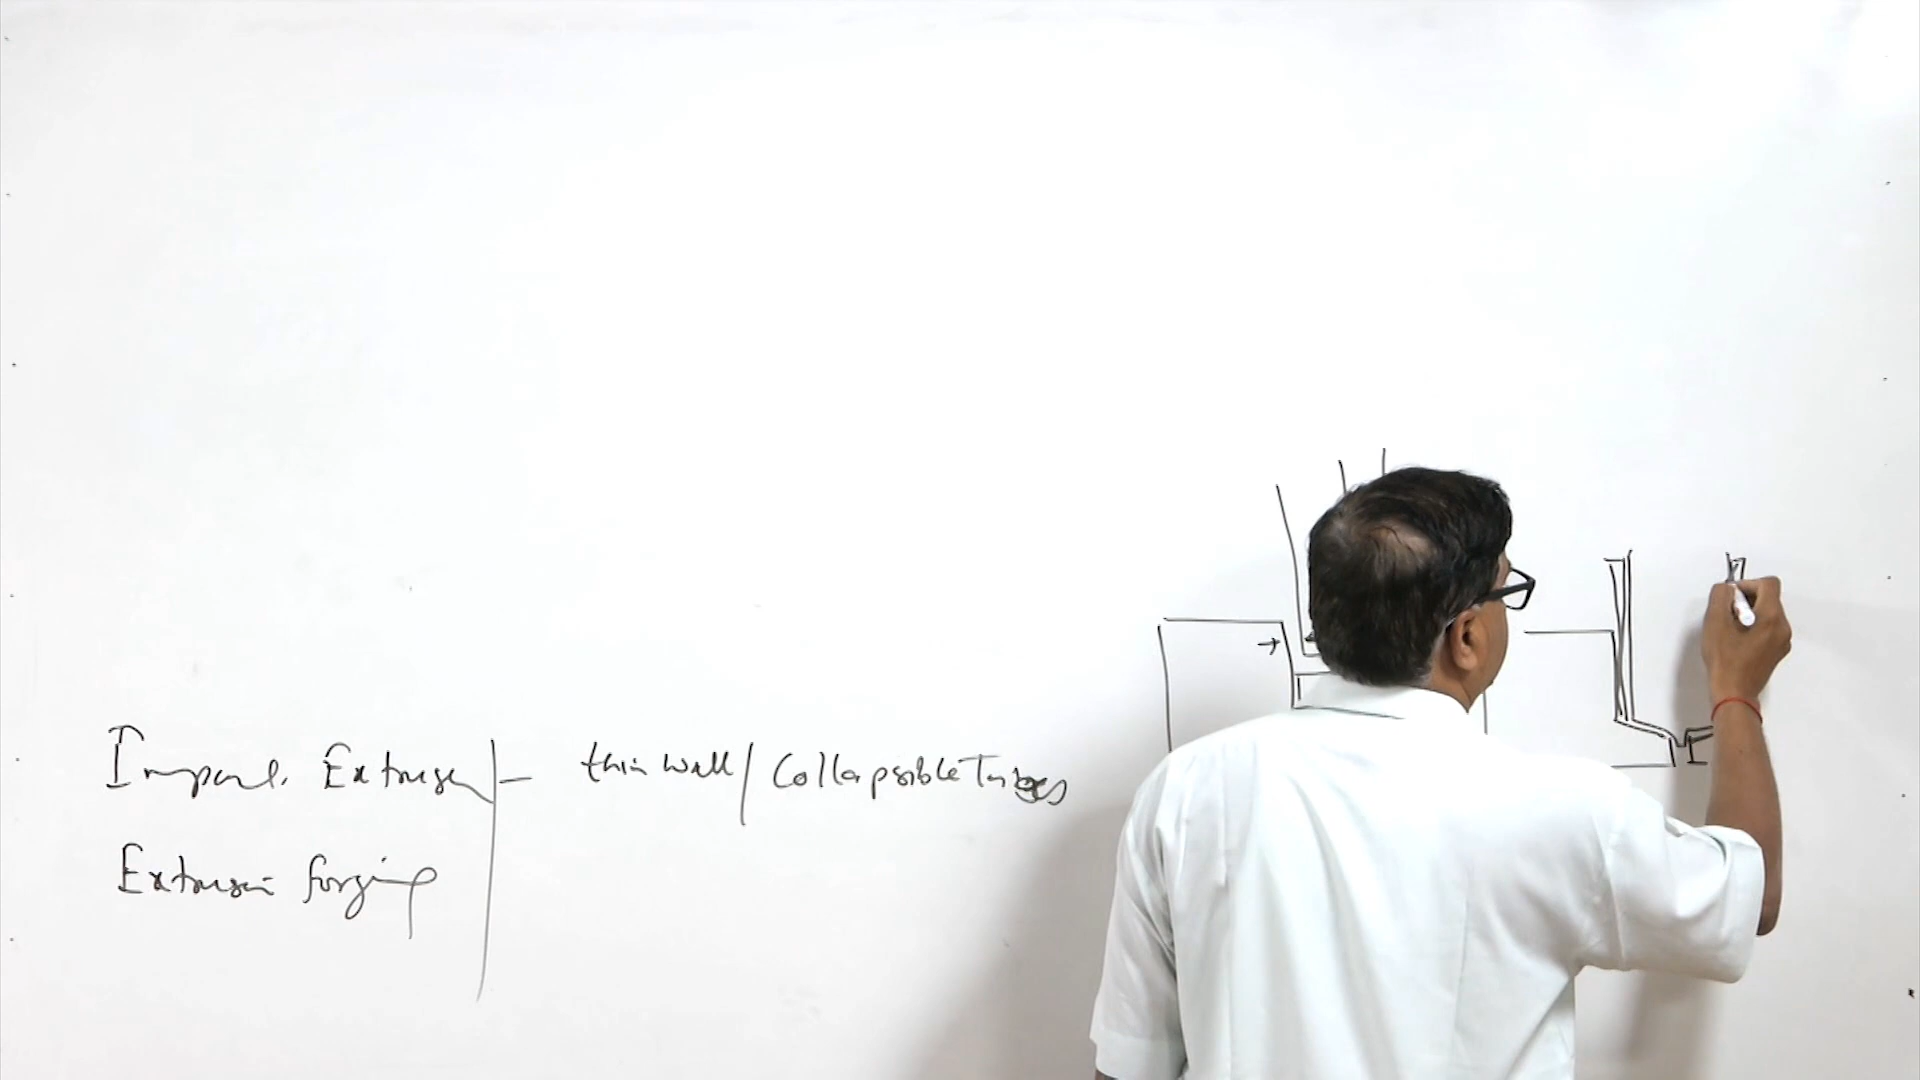 Impact Extrusion - thin wall / Collapsible Tubes
Extrusion forging